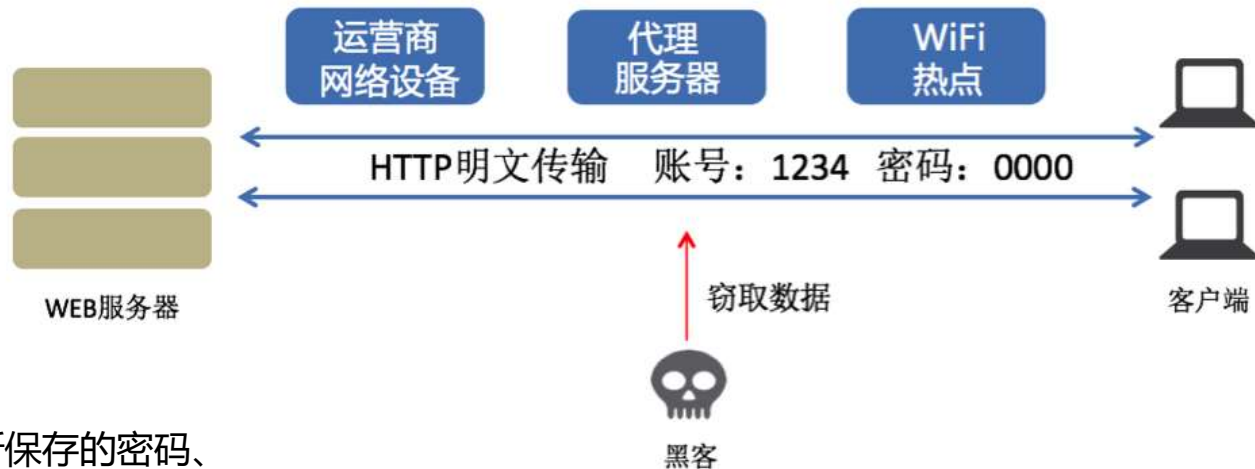 运营商
网络设备
代理
服务器
WiFi
热点
HTTP明文传输 账号：1234 密码：0000
WEB服务器
窃取数据
客户端
黑客
保存的密码、